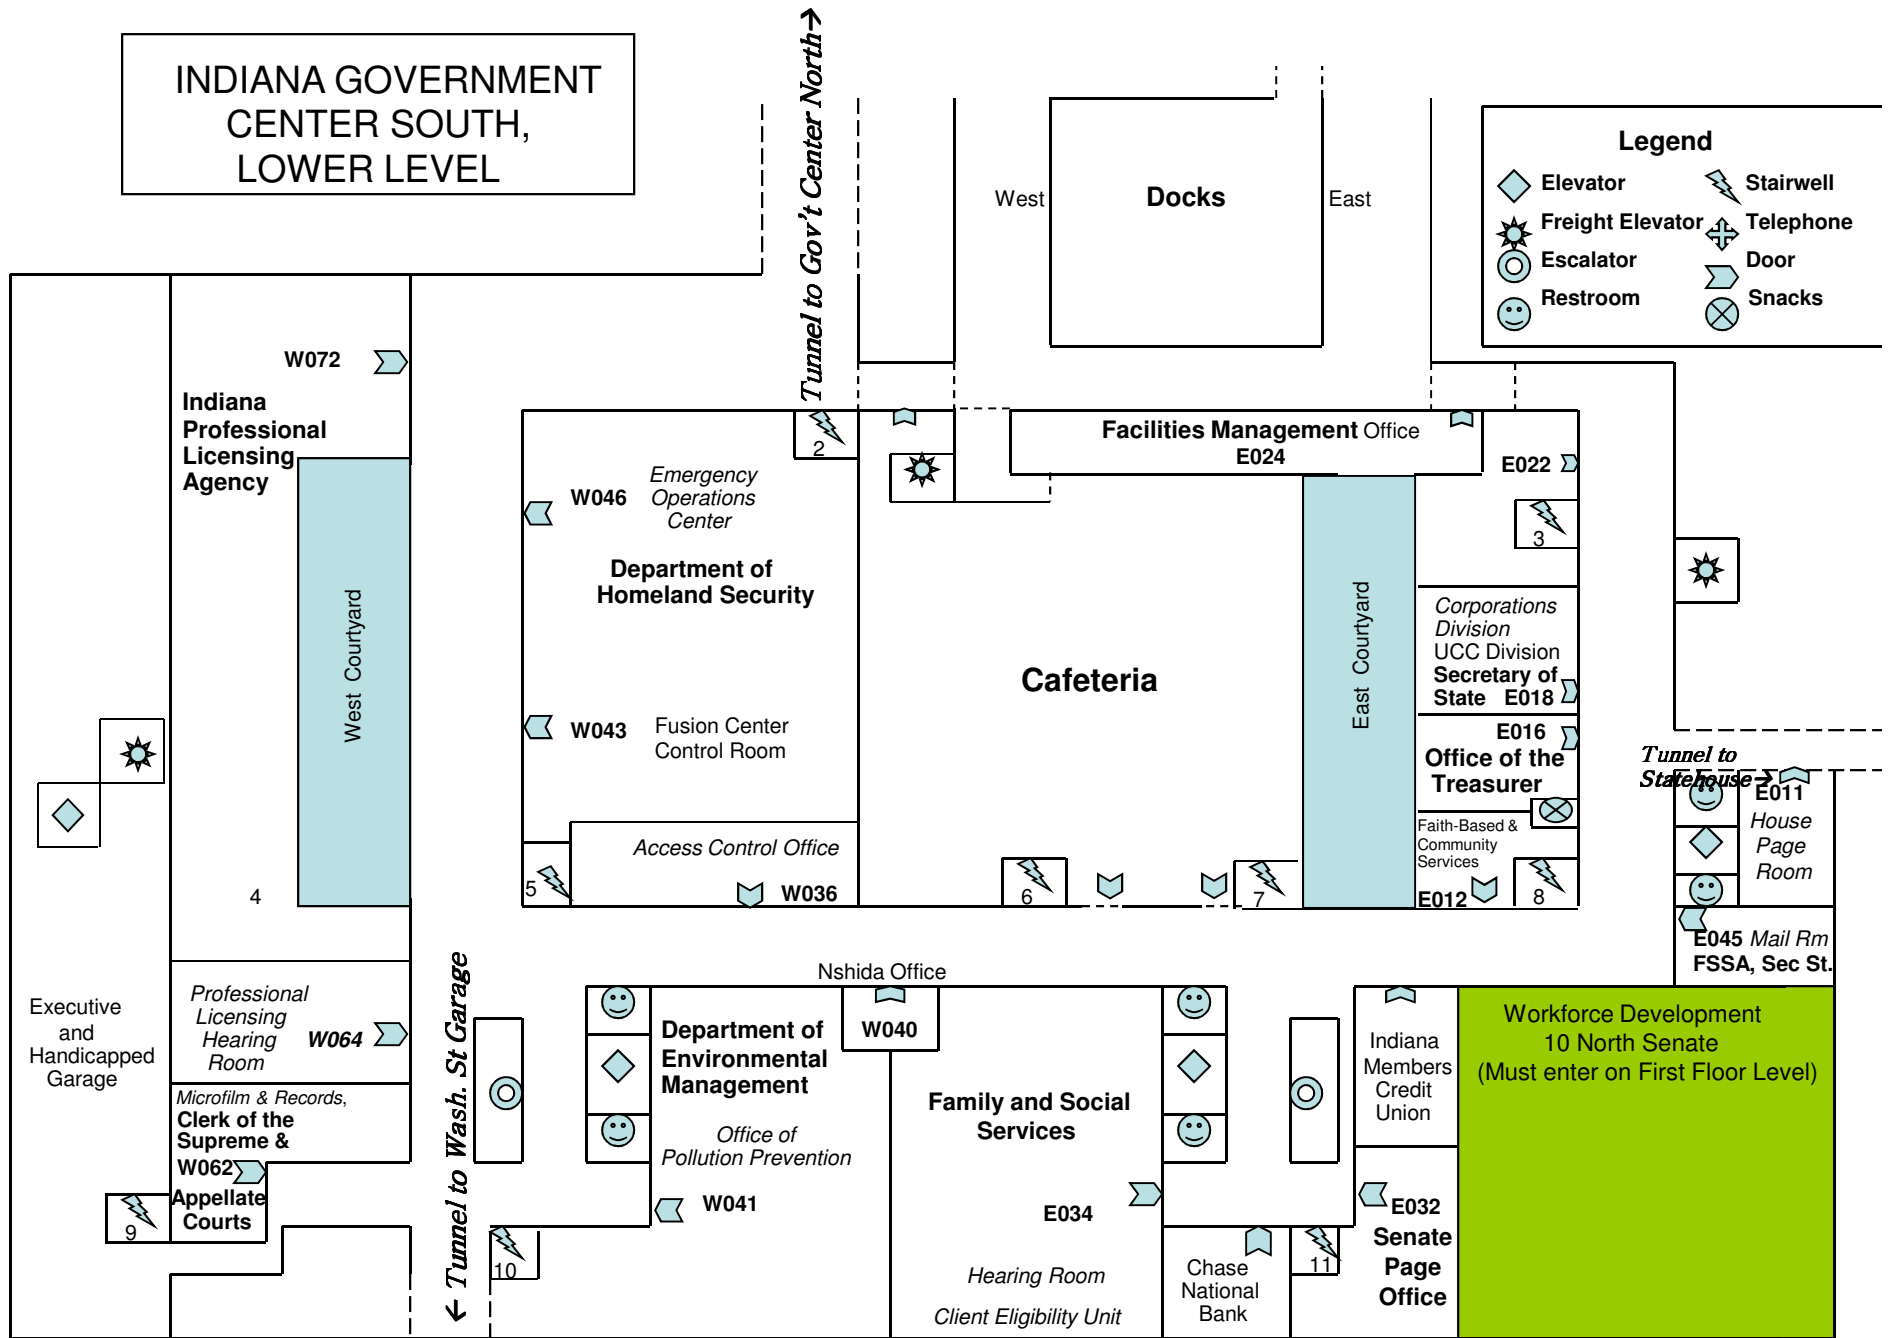 INDIANA GOVERNMENT
CENTER SOUTH,
LOWER LEVEL
Tunnel to Gov't Center North→
West
Docks
East
Legend
Elevator
Stairwell
Freight Elevator
Telephone
Escalator
Door
Restroom
Snacks
W072
Indiana
Professional
Licensing
Agency
West Courtyard
4
2
W046
Emergency
Operations
Center
Department of
Homeland Security
W043
Fusion Center
Control Room
Access Control Office
5
W036
Facilities Management Office
E024
E022
3
Cafeteria
East Courtyard
6
7
Corporations
Division
UCC Division
Secretary of
State E018
E016
Office of the
Treasurer
Faith-Based &
Community
Services
E012
8
Tunnel to
Statehouse→
E011
House
Page
Room
E045 Mail Rm
FSSA, Sec St.
Executive
and
Handicapped
Garage
Professional
Licensing
Hearing
Room
W064
Microfilm & Records,
Clerk of the
Supreme &
W062
Appellate
Courts
9
← Tunnel to Wash. St Garage
10
Nshida Office
W040
Department of
Environmental
Management
Office of
Pollution Prevention
W041
Family and Social
Services
E034
Hearing Room
Client Eligibility Unit
Chase
National
Bank
11
Indiana
Members
Credit
Union
E032
Senate
Page
Office
Workforce Development
10 North Senate
(Must enter on First Floor Level)